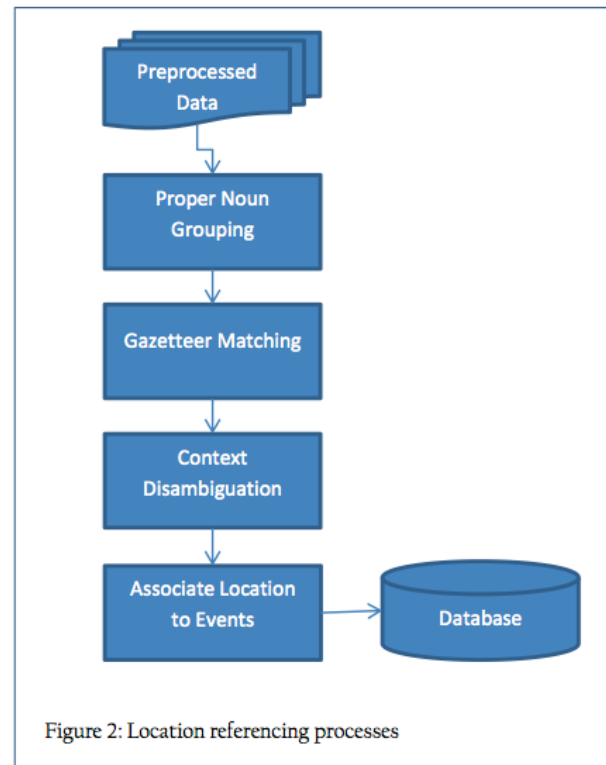 Preprocessed
Data
Proper Noun
Grouping
Gazetteer Matching
Context
Disambiguation
Associate Location
to Events
Database
Figure 2: Location referencing processes